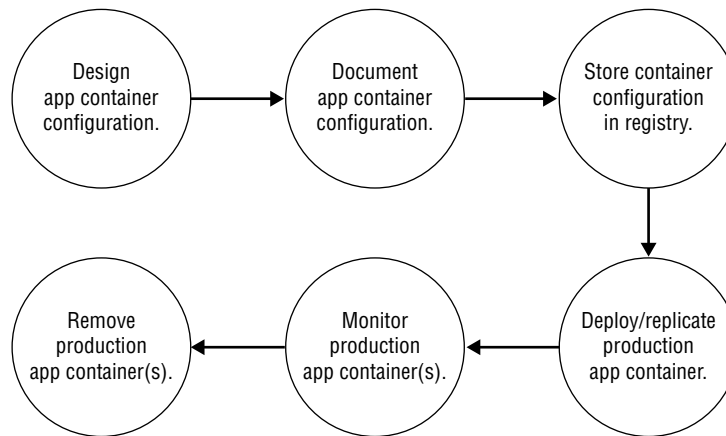 Design
app container
configuration.
Document
app container
configuration.
Store container
configuration
in registry.
Remove
production
app container(s).
Monitor
production
app container(s).
Deploy/replicate
production
app container.